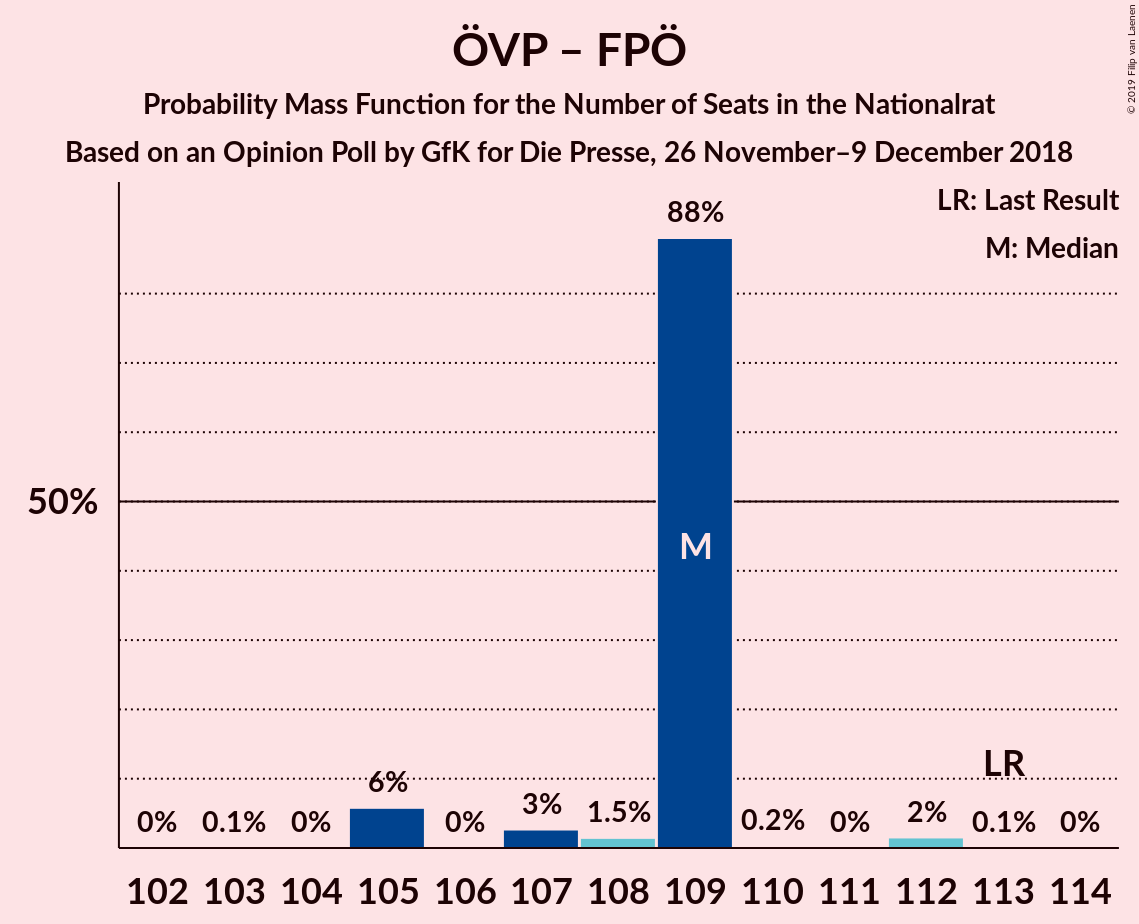 ÖVP – FPÖ
Probability Mass Function for the Number of Seats in the Nationalrat
Based on an Opinion Poll by GfK for Die Presse, 26 November–9 December 2018
© 2019 Filip van Laenen
LR: Last Result
M: Median
88%
50%
M
LR
0% 0.1% 0% 6% 0% 3% 1.5% 0.2% 0% 2% 0.1% 0%
102 103 104 105 106 107 108 109 110 111 112 113 114